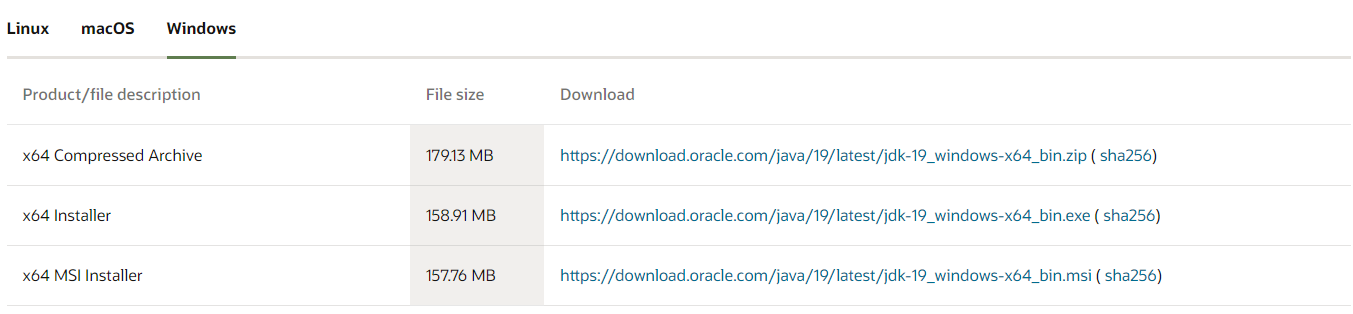 Linux macOS Windows
Product/file description File size Download
x64 Compressed Archive 179.13 MB https://download.oracle.com/java/19/latest/jdk-19_windows-x64_bin.zip ( sha256)
x64 Installer 158.91 MB https://download.oracle.com/java/19/latest/jdk-19_windows-x64_bin.exe ( sha256)
x64 MSI Installer 157.76 MB https://download.oracle.com/java/19/latest/jdk-19_windows-x64_bin.msi ( sha256)